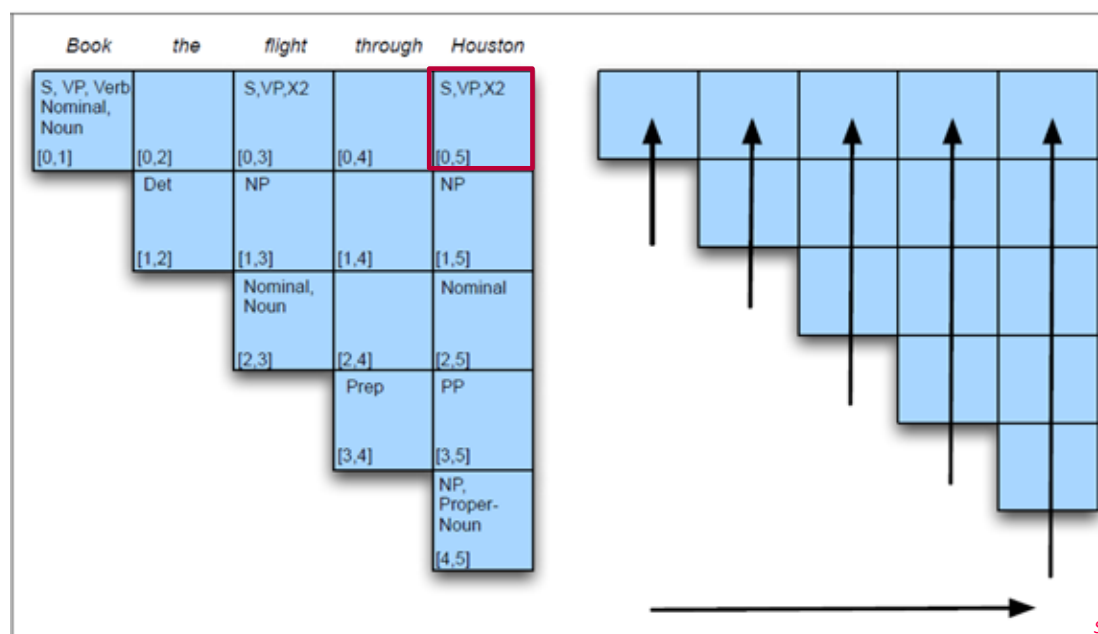 Book the flight through Houston
S, VP, Verb
Nominal,
Noun
[0,1]
[0,2]
S,VP,X2
[0,3]
[0,4]
S,VP,X2
[0,5]
Det
[1,2]
NP
[1,3]
[1,4]
NP
[1,5]
Nominal,
Noun
[2,3]
[2,4]
Nominal
[2,5]
Prep
[3,4]
PP
[3,5]
NP,
Proper-
Noun
[4,5]